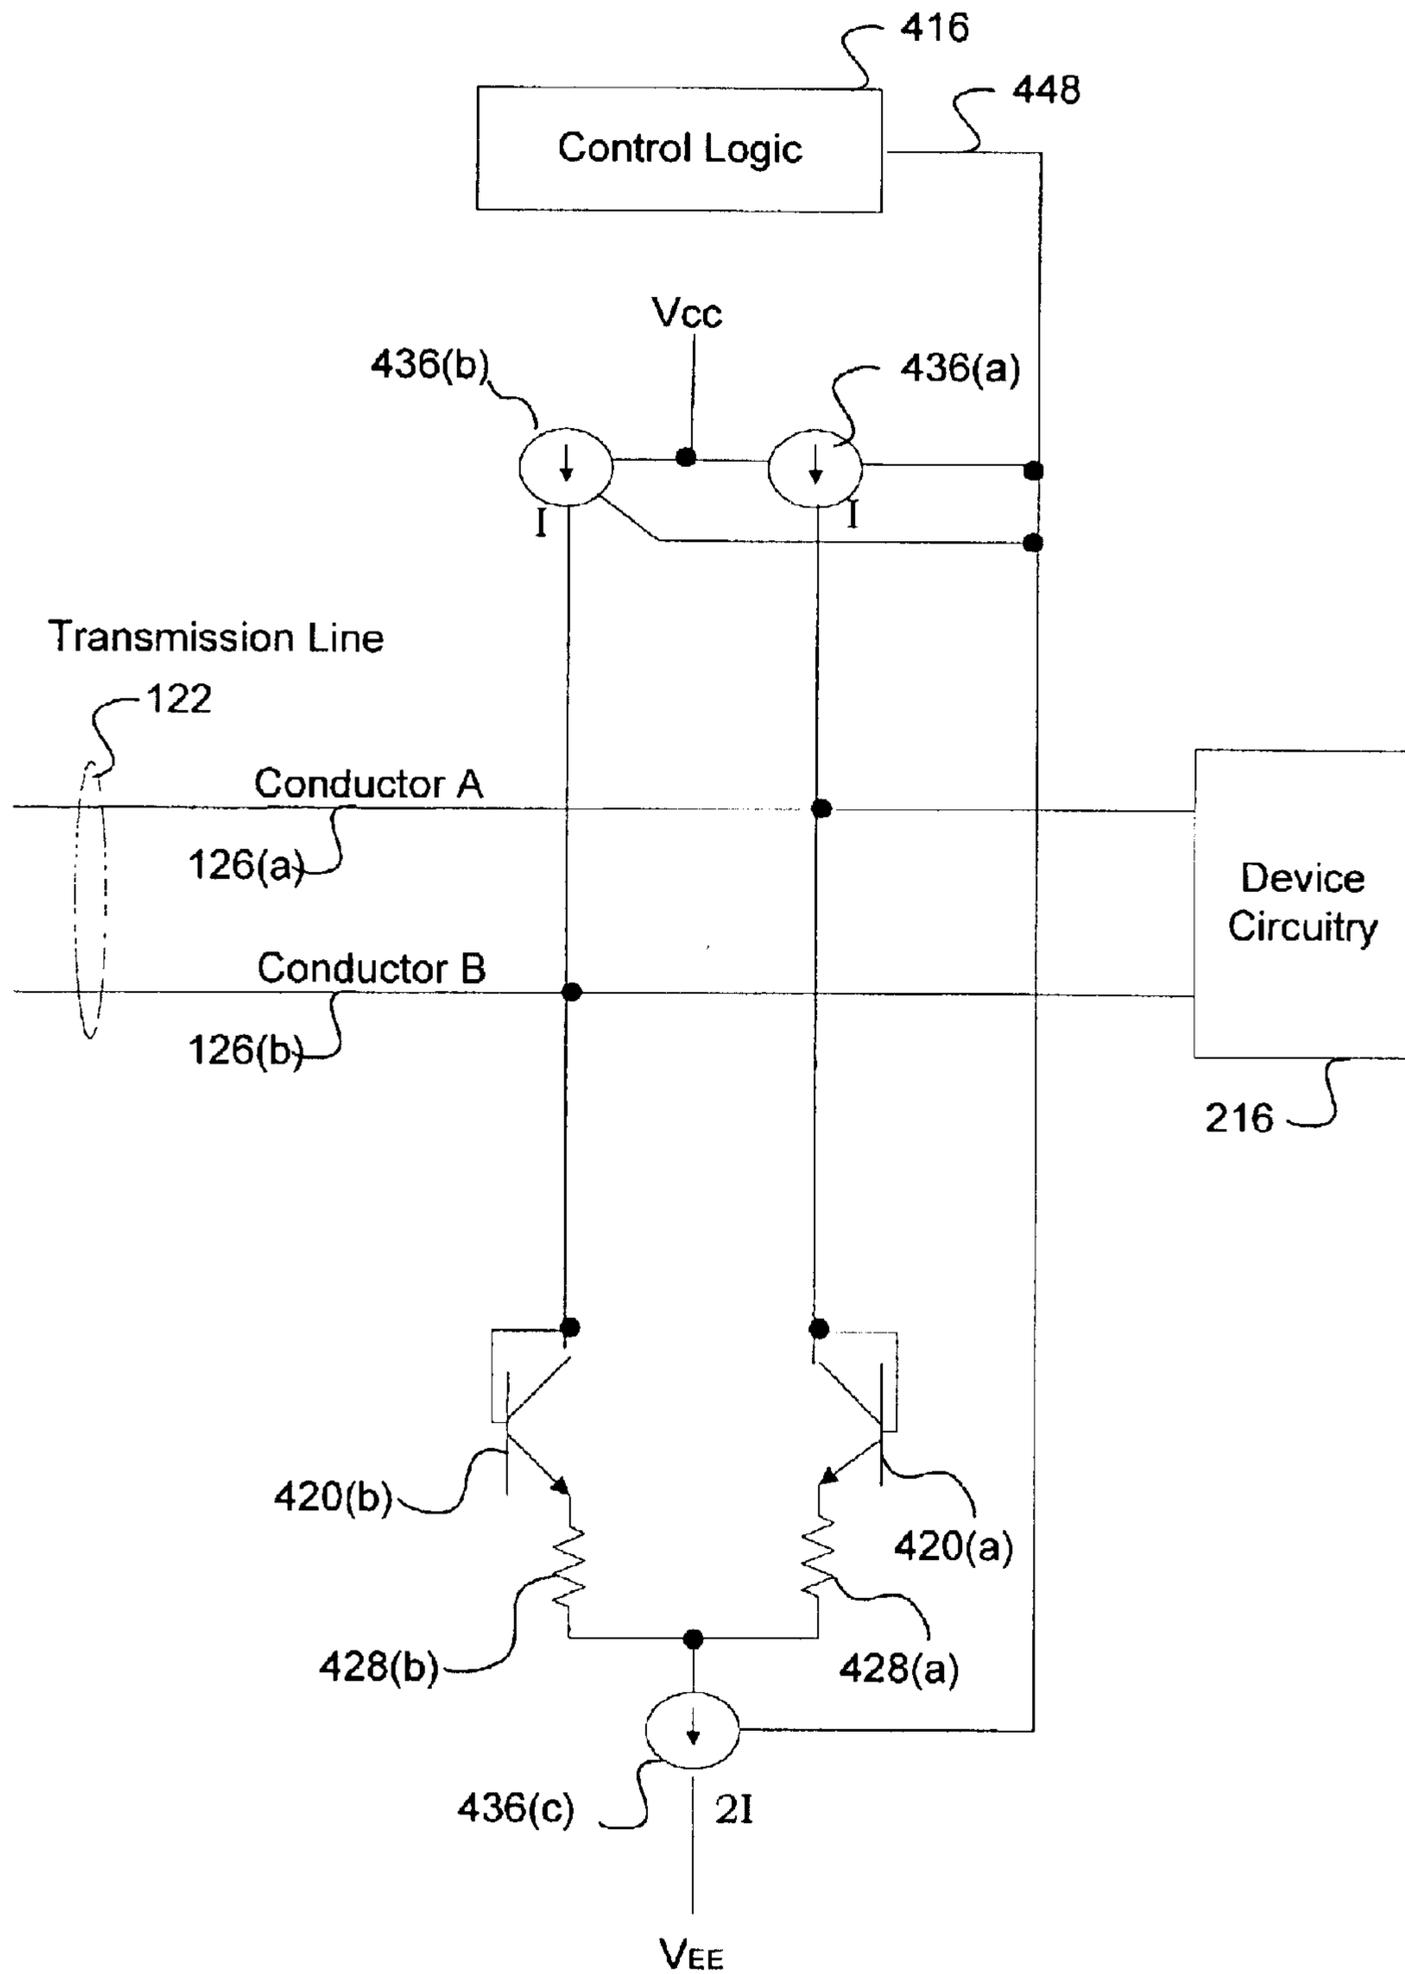 416
448
Control Logic
Vcc
436(b)
436(a)
I
I
Transmission Line
122
Conductor A
126(a)
Device
Circuitry
Conductor B
126(b)
216
420(b)
420(a)
428(b)
428(a)
436(c)
2I
VEE